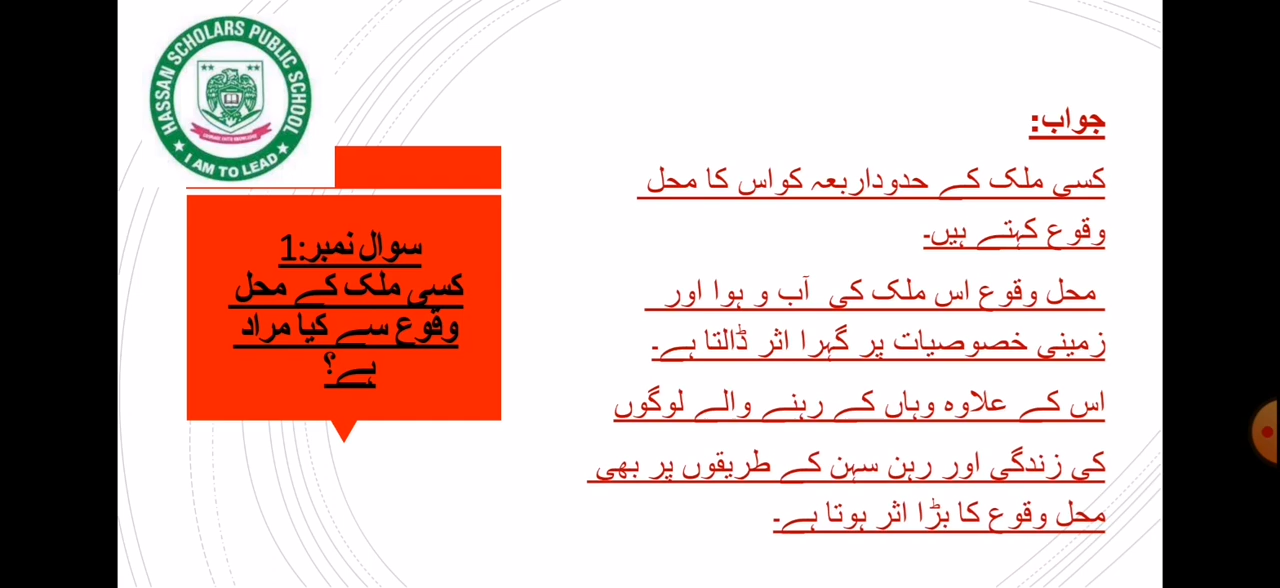 HASSAN SCHOLARS PUBLIC SCHOOL
I AM TO LEAD
سوال نمبر:1
کسی ملک کے محل
وقوع سے کیا مراد
ہے؟
جواب:
کسی ملک کے حدوداربعہ کواس کا محل
وقوع کہتے ہیں۔
محل وقوع اس ملک کی آب و ہوا اور
زمینی خصوصیات پر گہرا اثر ڈالتا ہے۔
اس کے علاوہ وہاں کے رہنے والے لوگوں
کی زندگی اور رہن سہن کے طریقوں پر بھی
محل وقوع کا بڑا اثر ہوتا ہے۔